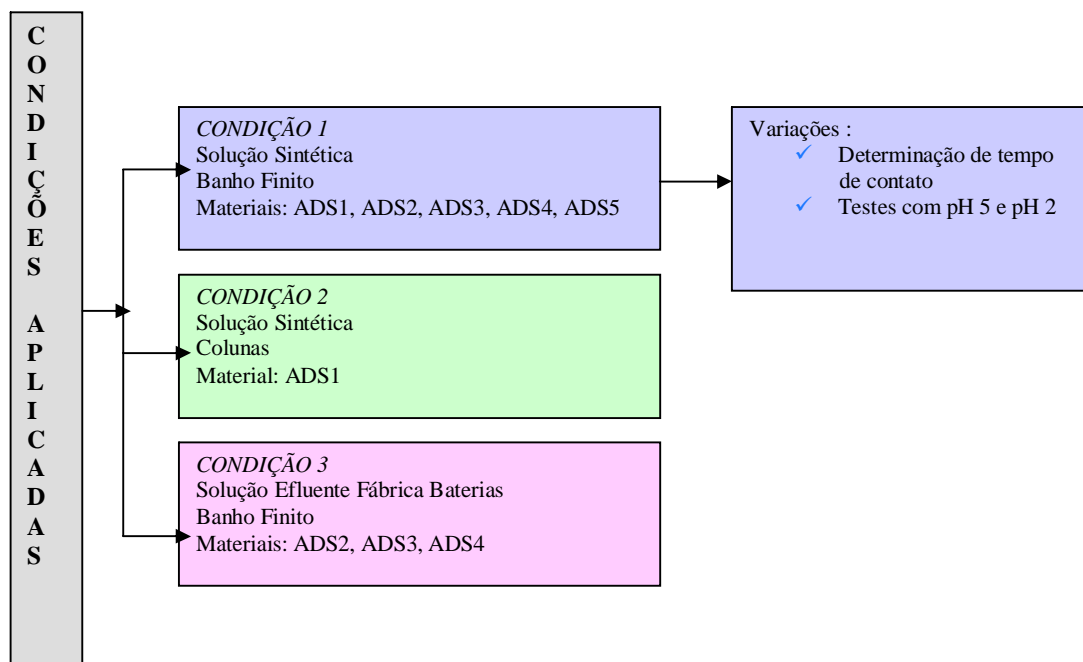 CONDIÇÕES APLICADAS
CONDIÇÃO 1
Solução Sintética
Banho Finito
Materiais: ADS1, ADS2, ADS3, ADS4, ADS5
Variações :
✓ Determinação de tempo
de contato
✓ Testes com pH 5 e pH 2
CONDIÇÃO 2
Solução Sintética
Colunas
Material: ADS1
CONDIÇÃO 3
Solução Efluente Fábrica Baterias
Banho Finito
Materiais: ADS2, ADS3, ADS4